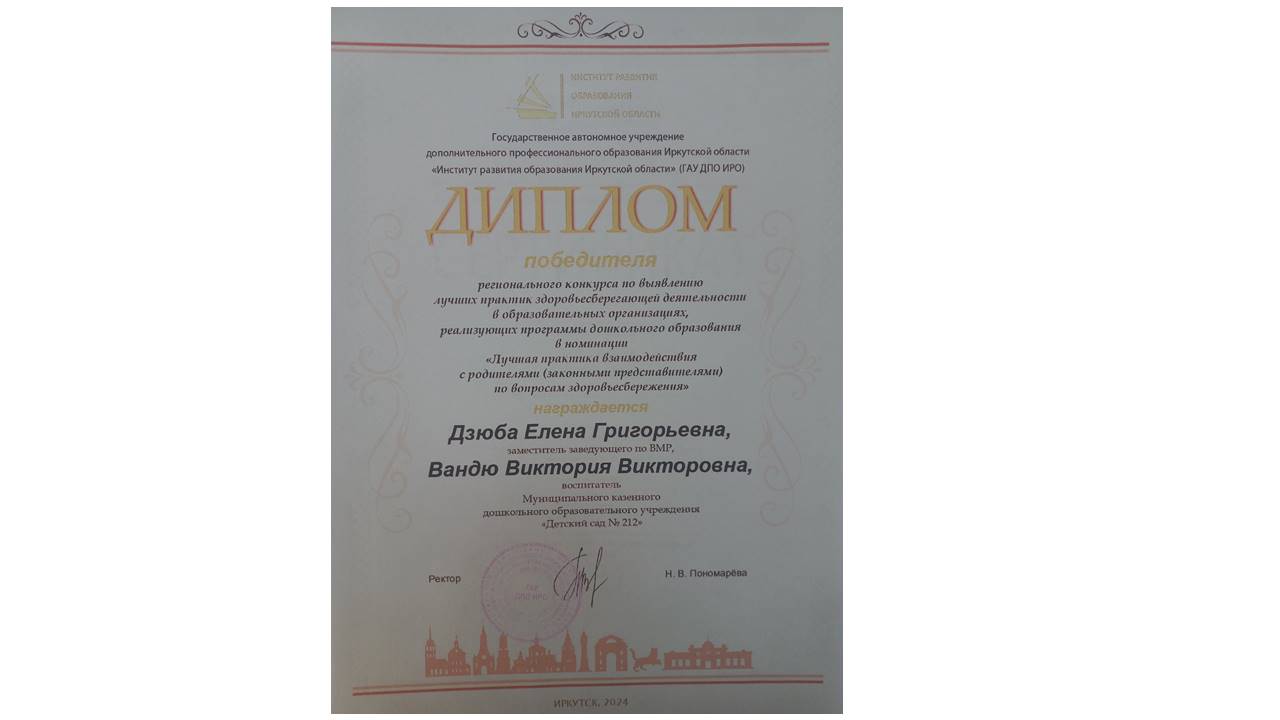 ИНСТИТУТ РАЗВИТИЯ
ОБРАЗОВАНИЯ
ИРКУТСКОЙ ОБЛАСТИ
Государственное автономное учреждение
дополнительного профессионального образования Иркутской области
«Институт развития образования Иркутской области» (ГАУ ДПО ИРО)
ДИПЛОМ
победителя
регионального конкурса по выявлению
лучших практик здоровьесберегающей деятельности
в образовательных организациях,
реализующих программы дошкольного образования
в номинации
«Лучшая практика взаимодействия
с родителями (законными представителями)
по вопросам здоровьесбережения»
награждается
Дзюба Елена Григорьевна,
заместитель заведующего по ВМР,
Вандю Виктория Викторовна,
воспитатель
Муниципального казенного
дошкольного образовательного учреждения
«Детский сад № 212»
Ректор
Н. В. Пономарёва
ГАУ
ДПО ИРО
ИРКУТСК, 2024